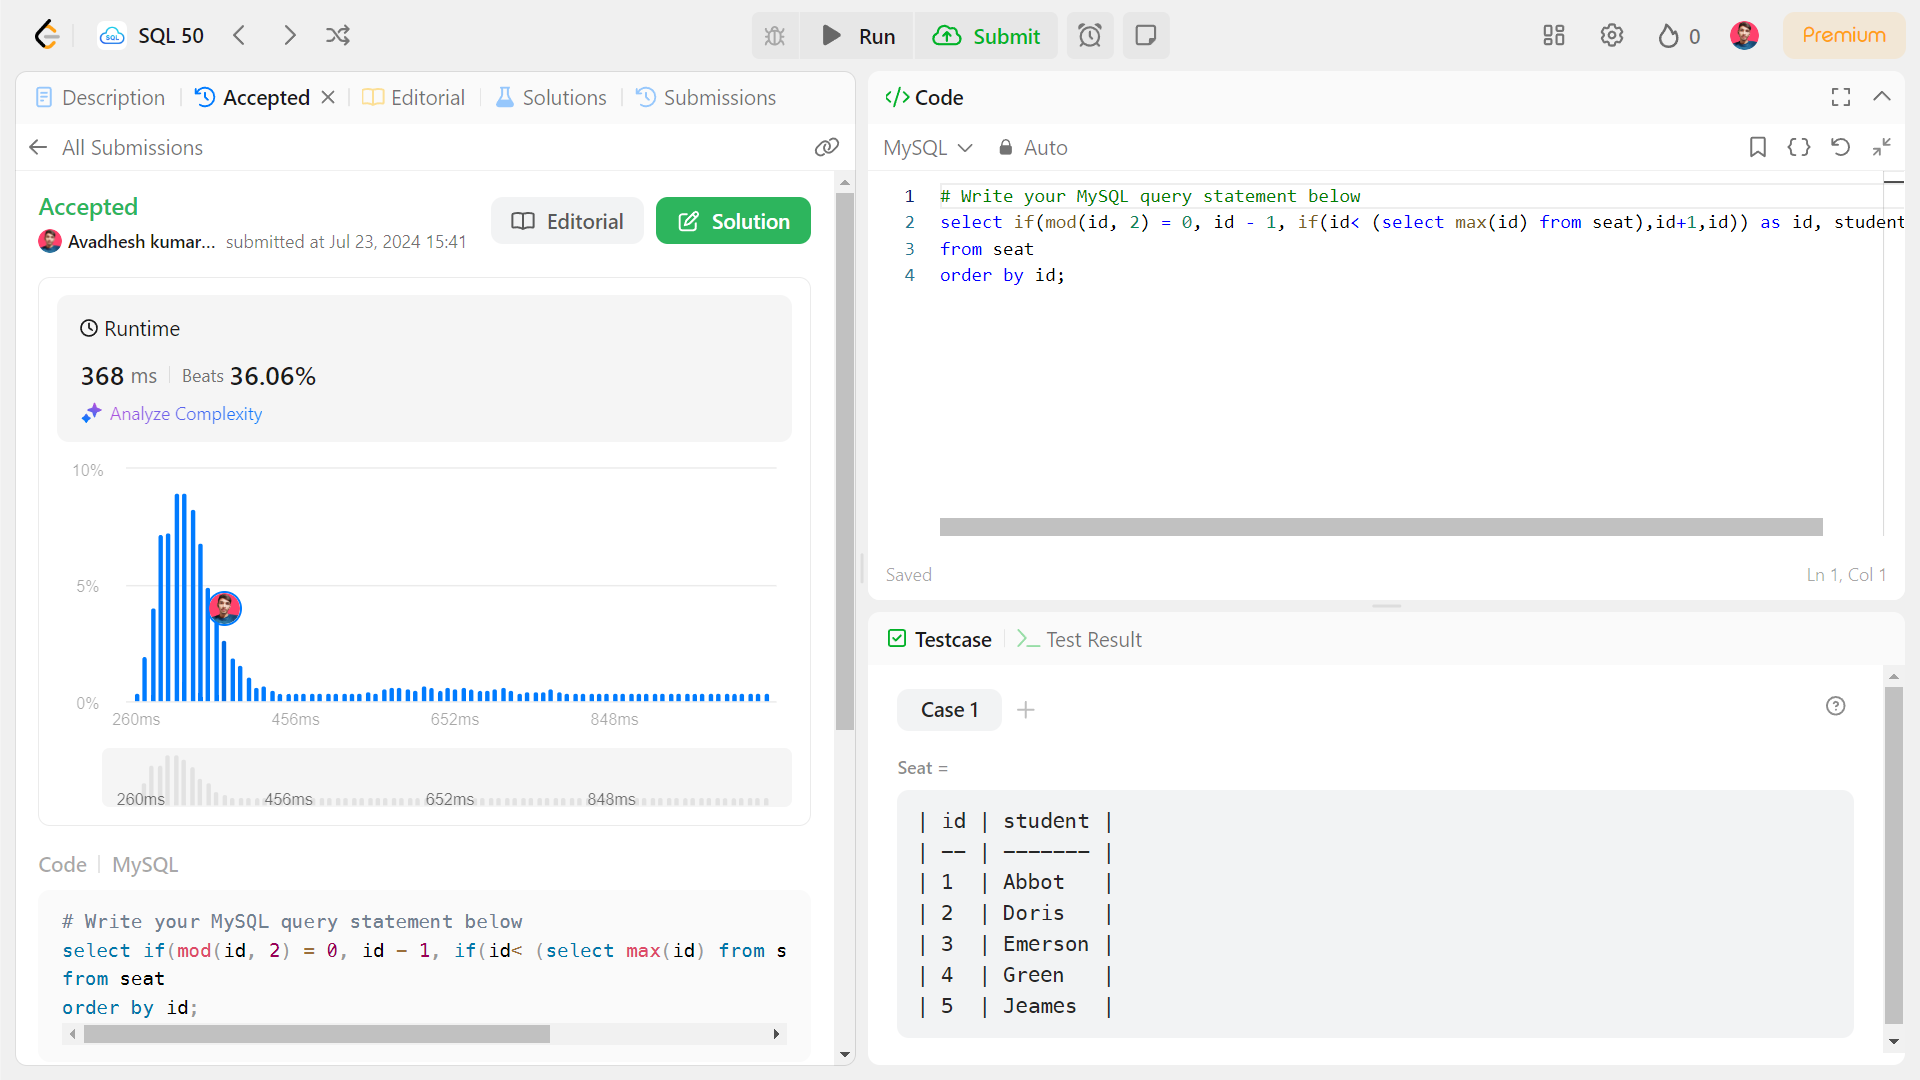 SQL 50
Run
Submit
0
Premium
Description
Accepted
Editorial
Solutions
Submissions
All Submissions
Accepted
Avadhesh kumar... submitted at Jul 23, 2024 15:41
Editorial
Solution
Runtime
368 ms Beats 36.06%
Analyze Complexity
10%
5%
0%
260ms 456ms 652ms 848ms
260ms 456ms 652ms 848ms
Code MySQL
# Write your MySQL query statement below
select if(mod(id, 2) = 0, id - 1, if(id< (select max(id) from s
from seat
order by id;
Code
MySQL Auto
1 # Write your MySQL query statement below
2 select if(mod(id, 2) = 0, id - 1, if(id< (select max(id) from seat),id+1,id)) as id, student
3 from seat
4 order by id;
Saved
Ln 1, Col 1
Testcase
Test Result
Case 1
Seat =
| id | student |
| -- | ------- |
| 1 | Abbot |
| 2 | Doris |
| 3 | Emerson |
| 4 | Green |
| 5 | Jeames |